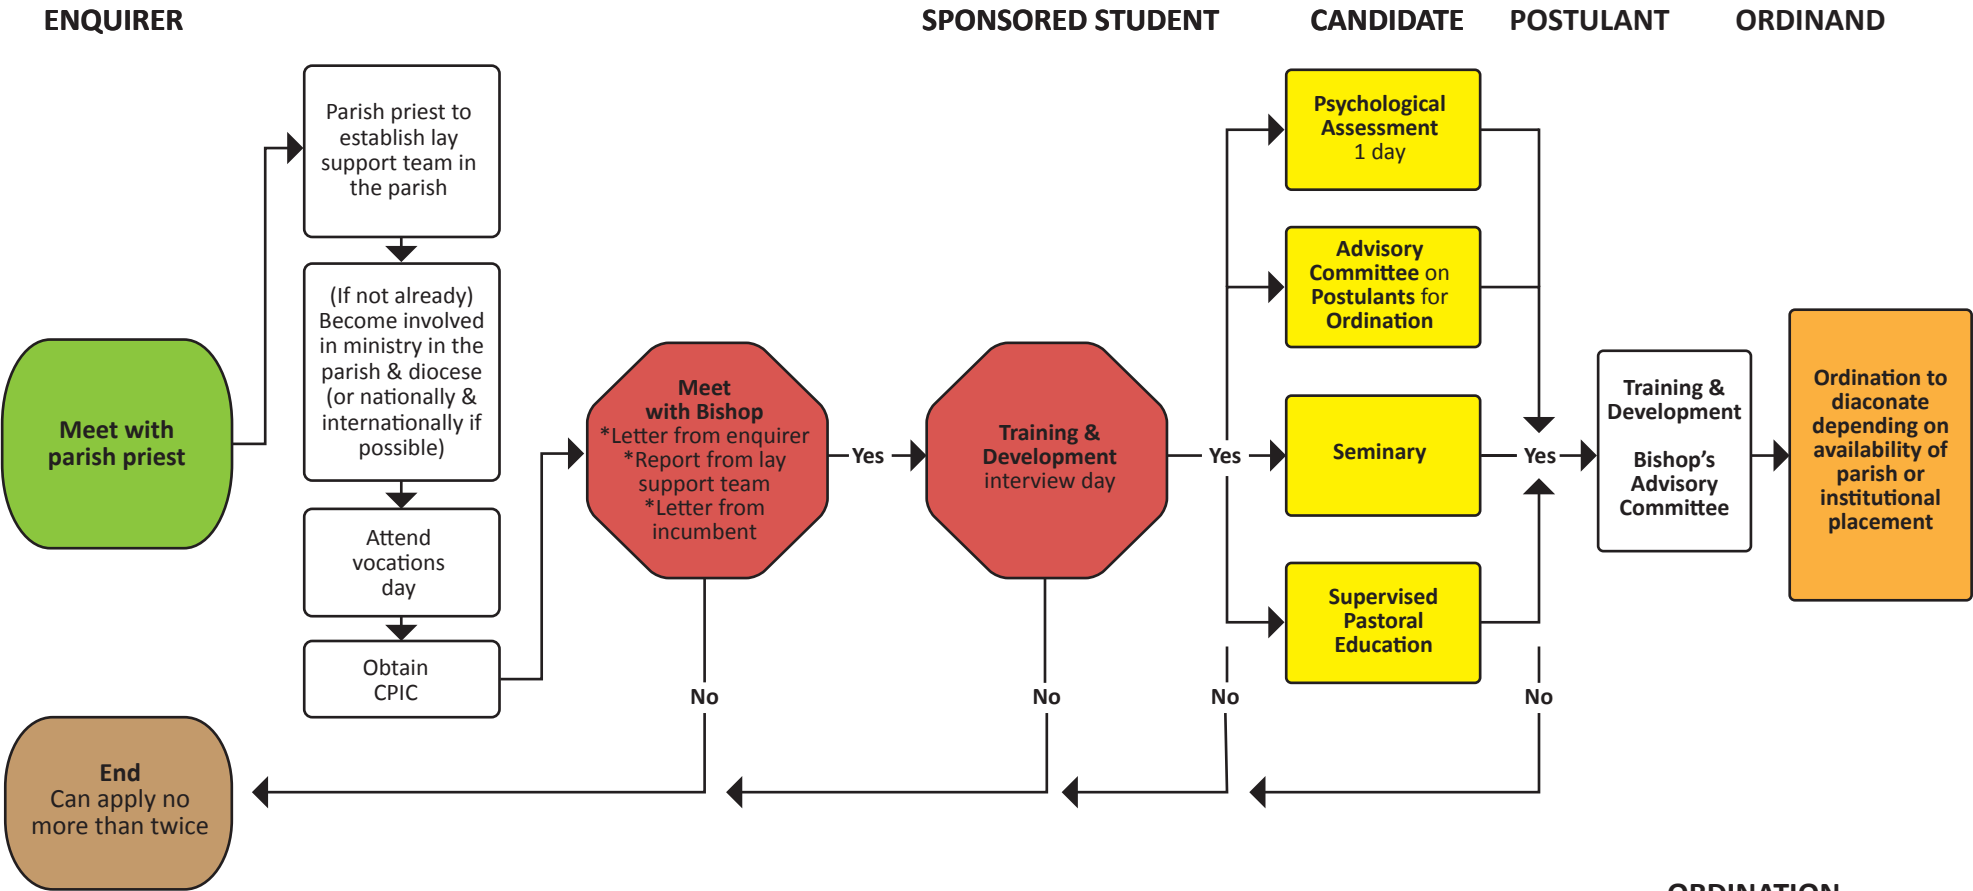 ENQUIRER
SPONSORED STUDENT
CANDIDATE
POSTULANT
ORDINAND
Parish priest to
establish lay
support team in
the parish
(If not already)
Become involved
in ministry in the
parish & diocese
(or nationally &
internationally if
possible)
Attend
vocations
day
Obtain
CPIC
Meet with
parish priest
End
Can apply no
more than twice
Meet
with Bishop
*Letter from enquirer
*Report from lay
support team
*Letter from
incumbent
Yes
No
Training &
Development
interview day
Yes
No
No
Psychological
Assessment
1 day
Advisory
Committee on
Postulants for
Ordination
Seminary
Supervised
Pastoral
Education
Yes
No
Training &
Development
Bishop's
Advisory
Committee
Ordination to
diaconate
depending on
availability of
parish or
institutional
placement
ORDINATION